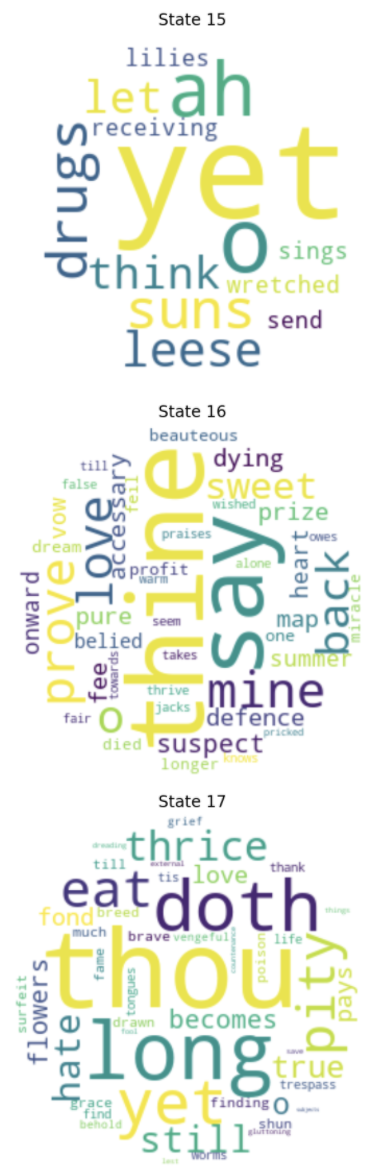 State 15
lilies
let ah
receiving
yet
drugs
o
sings
think
wretched
suns
send
leese
State 16
beauteous
till
dying
false
accessary
feil
sweet
vow
love
thine
wished
prize
say
dream
praises
heart
owes
prove
profit
alone
back
warm
miracle
onward
pure
map
seem
one
belied
takes
summer
fee
towards
mine
thrive
fair
o
jacks
defence
died
suspect
pricked
longer
knows
State 17
grief
thrice
dreading
till
external
thank
tis
love
eat
doth
fond
breed
things
much
brave
vengeful
life
thou
countenance
poison
pity
pays
fame
tongues
surfeit
flowers
hate
long
drawn
becomes
fool
true
save
trespass
yet
grace
finding
o
subjects
find
shun
behold
still
gluttoning
worms
lest